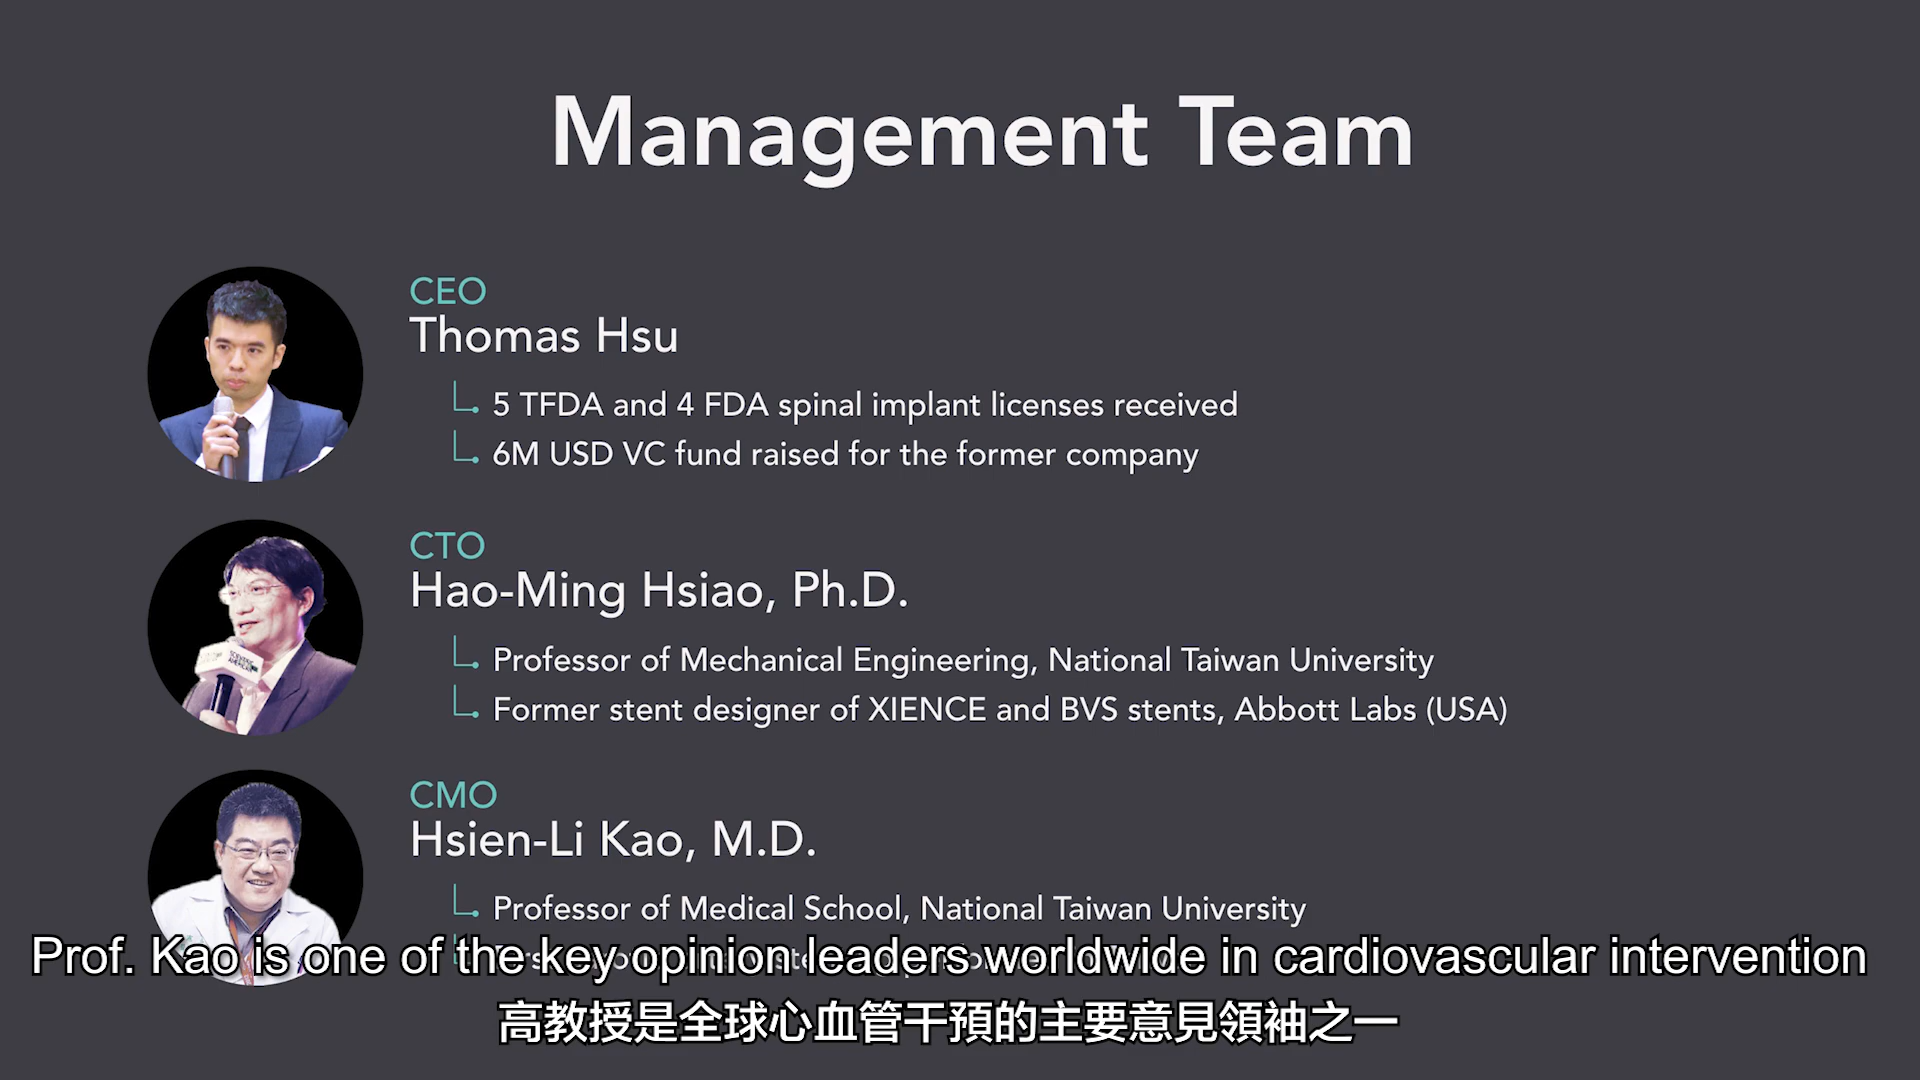 Management Team
CEO
Thomas Hsu
5 TFDA and 4 FDA spinal implant licenses received
6M USD VC fund raised for the former company
CTO
Hao-Ming Hsiao, Ph.D.
SCIENTIFIC
AMERICAN
Professor of Mechanical Engineering, National Taiwan University
Former stent designer of XIENCE and BVS stents, Abbott Labs (USA)
CMO
Hsien-Li Kao, M.D.
Professor of Medical School, National Taiwan University
Prof. Kao is one of the key opinion leaders worldwide in cardiovascular intervention
高教授是全球心血管干預的主要意見領袖之一